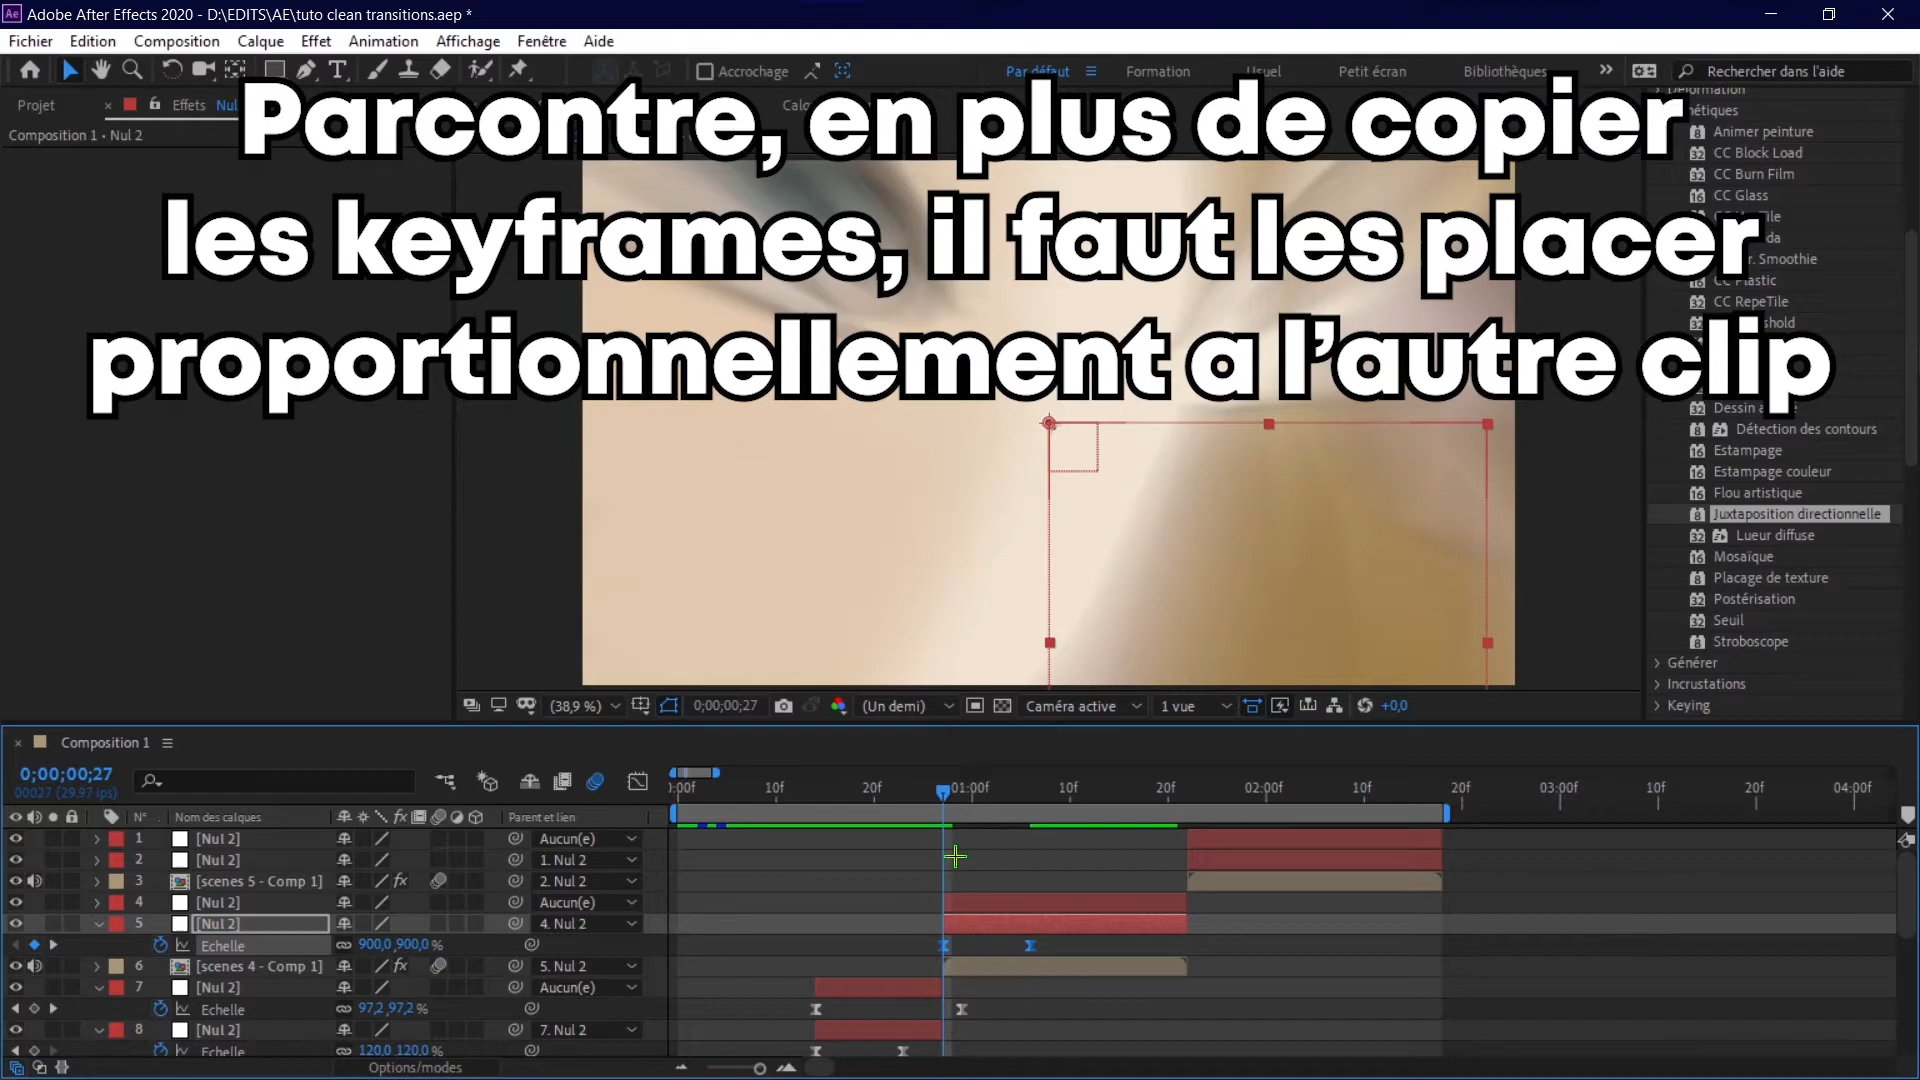 Adobe After Effects 2020 - D:\EDITS\AE\tuto clean transitions.aep *
Fichier Edition Composition Calque Effet Animation Affichage Fenêtre Aide
Accrochage Par défaut Formation Petit écran Bibliothèques Rechercher dans l'aide
Projet Effets Nul
Composition 1 • Nul 2
Parcontre, en plus de copier
les keyframes, il faut les placer
proportionnellement a l'autre clip
Animer peinture
CC Block Load
CC Burn Film
CC Glass
CC Plastic
CC RepeTile
Détection des contours
Estampage
Estampage couleur
Flou artistique
Juxtaposition directionnelle
Lueur diffuse
Mosaïque
Placage de texture
Postérisation
Seuil
Stroboscope
Générer
Incrustations
Keying
(38,9 %) 0;00;00;27 (Un demi) Caméra active 1 vue +0,0
Composition 1
0;00;00;27
00027 (29,97 ips)
:00f 10f 20f 01:00f 10f 20f 02:00f 10f 20f 03:00f 10f 20f 04:00f
N° Nom des calques Parent et lien
1 [Nul 2] Aucun(e)
2 [Nul 2] 1. Nul 2
3 [scenes 5 - Comp 1] 2. Nul 2
4 [Nul 2] Aucun(e)
5 [Nul 2] 4. Nul 2
Echelle 900,0 ,900,0 %
6 [scenes 4 - Comp 1] 5. Nul 2
7 [Nul 2] Aucun(e)
Echelle 97,2 ,97,2 %
8 [Nul 2] 7. Nul 2
Echelle 120,0 ,120,0 %
Options/modes